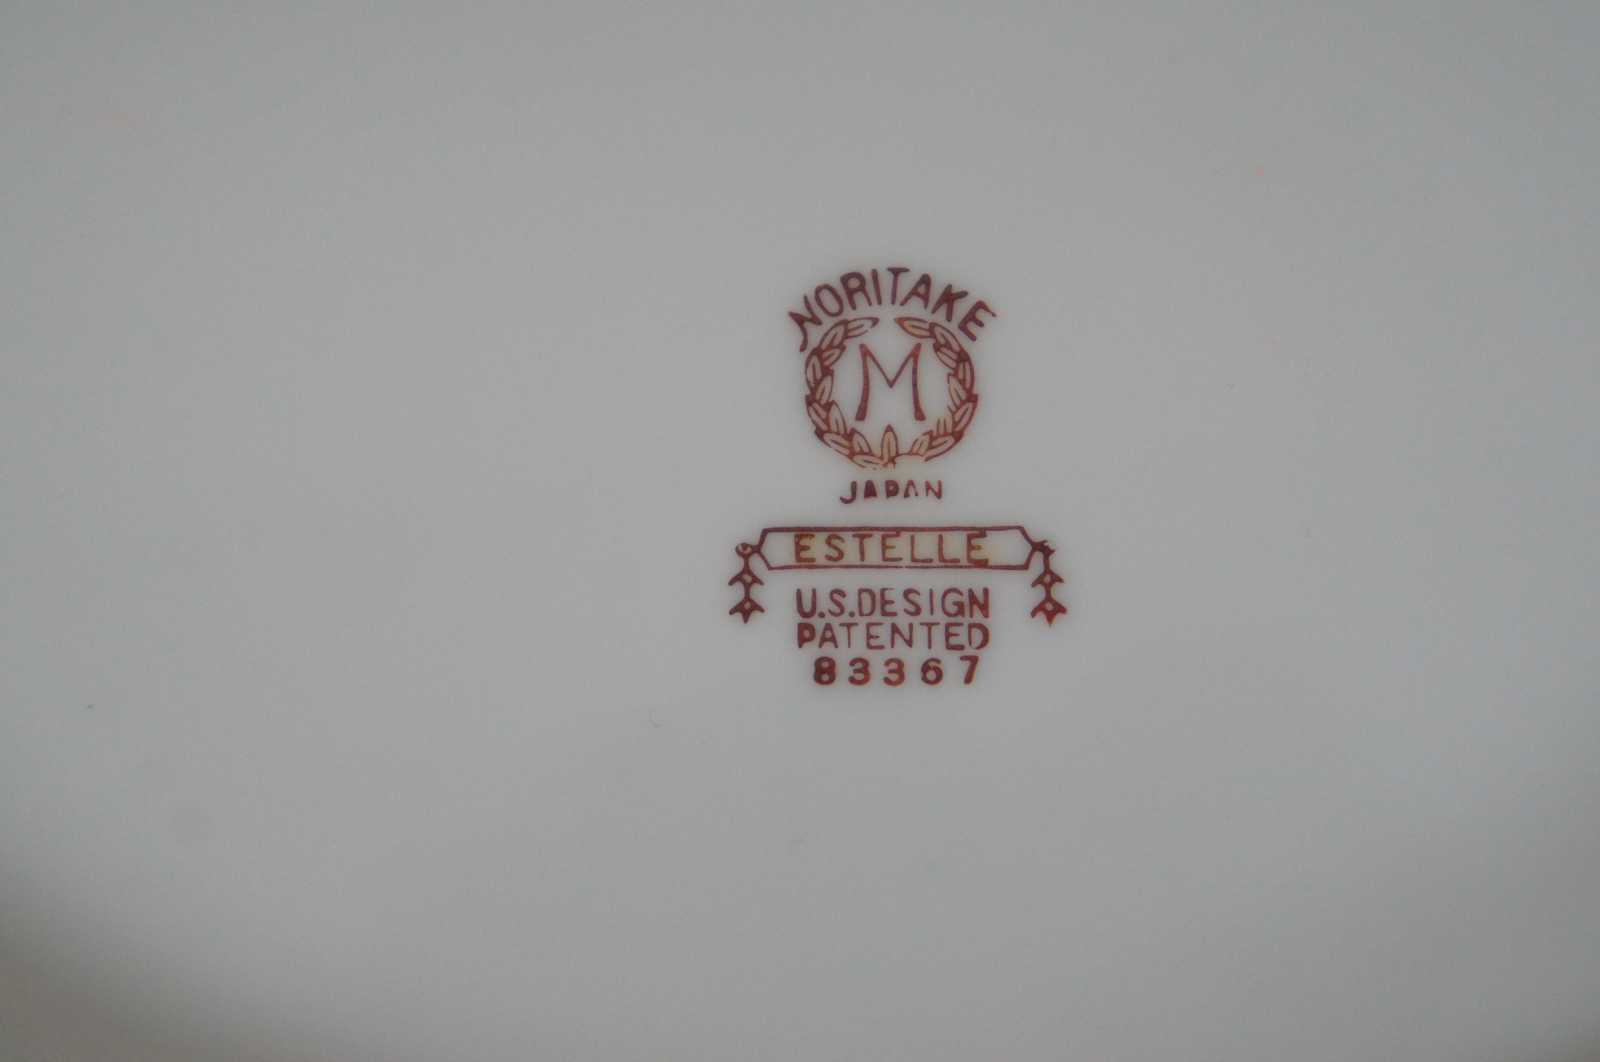 NORITAKE
M
JAPAN
ESTELLE
U.S.DESIGN
PATENTED
83367